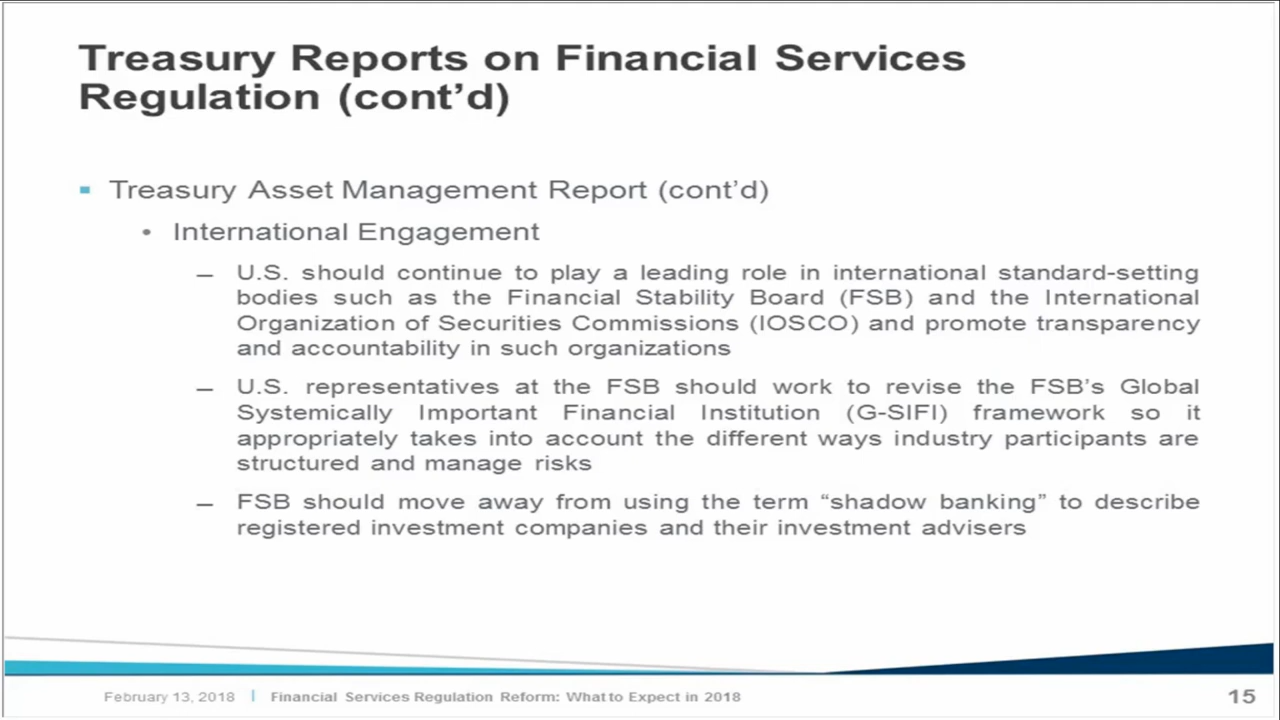 Treasury Reports on Financial Services
Regulation (cont’d)
Treasury Asset Management Report (cont’d)
• International Engagement
– U.S. should continue to play a leading role in international standard-setting
bodies such as the Financial Stability Board (FSB) and the International
Organization of Securities Commissions (IOSCO) and promote transparency
and accountability in such organizations
– U.S. representatives at the FSB should work to revise the FSB’s Global
Systemically Important Financial Institution (G-SIFI) framework so it
appropriately takes into account the different ways industry participants are
structured and manage risks
– FSB should move away from using the term “shadow banking” to describe
registered investment companies and their investment advisers
February 13, 2018 | Financial Services Regulation Reform: What to Expect in 2018
15